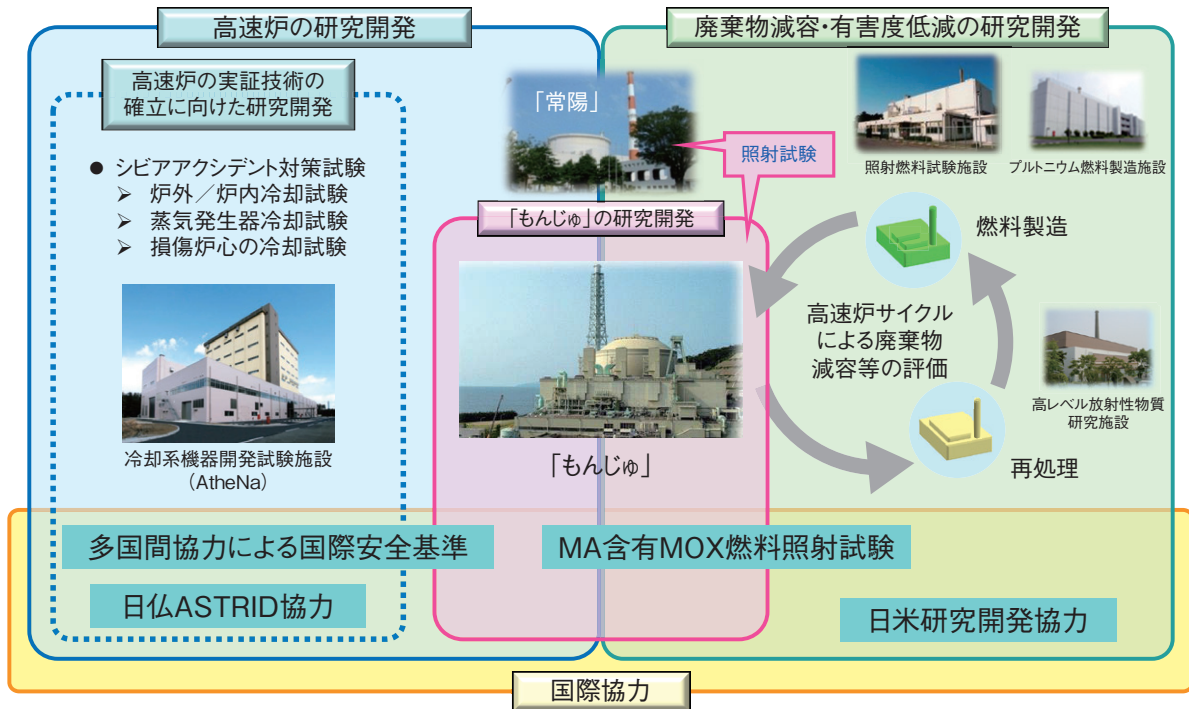 高速炉の研究開発
廃棄物減容・有害度低減の研究開発
高速炉の実証技術の
確立に向けた研究開発
● シビアアクシデント対策試験
➢ 炉外／炉内冷却試験
➢ 蒸気発生器冷却試験
➢ 損傷炉心の冷却試験
冷却系機器開発試験施設
（AtheNa）
「常陽」
照射試験
「もんじゅ」の研究開発
「もんじゅ」
照射燃料試験施設
プルトニウム燃料製造施設
燃料製造
高速炉サイクル
による廃棄物
減容等の評価
高レベル放射性物質
研究施設
再処理
多国間協力による国際安全基準
MA含有MOX燃料照射試験
日仏ASTRID協力
日米研究開発協力
国際協力